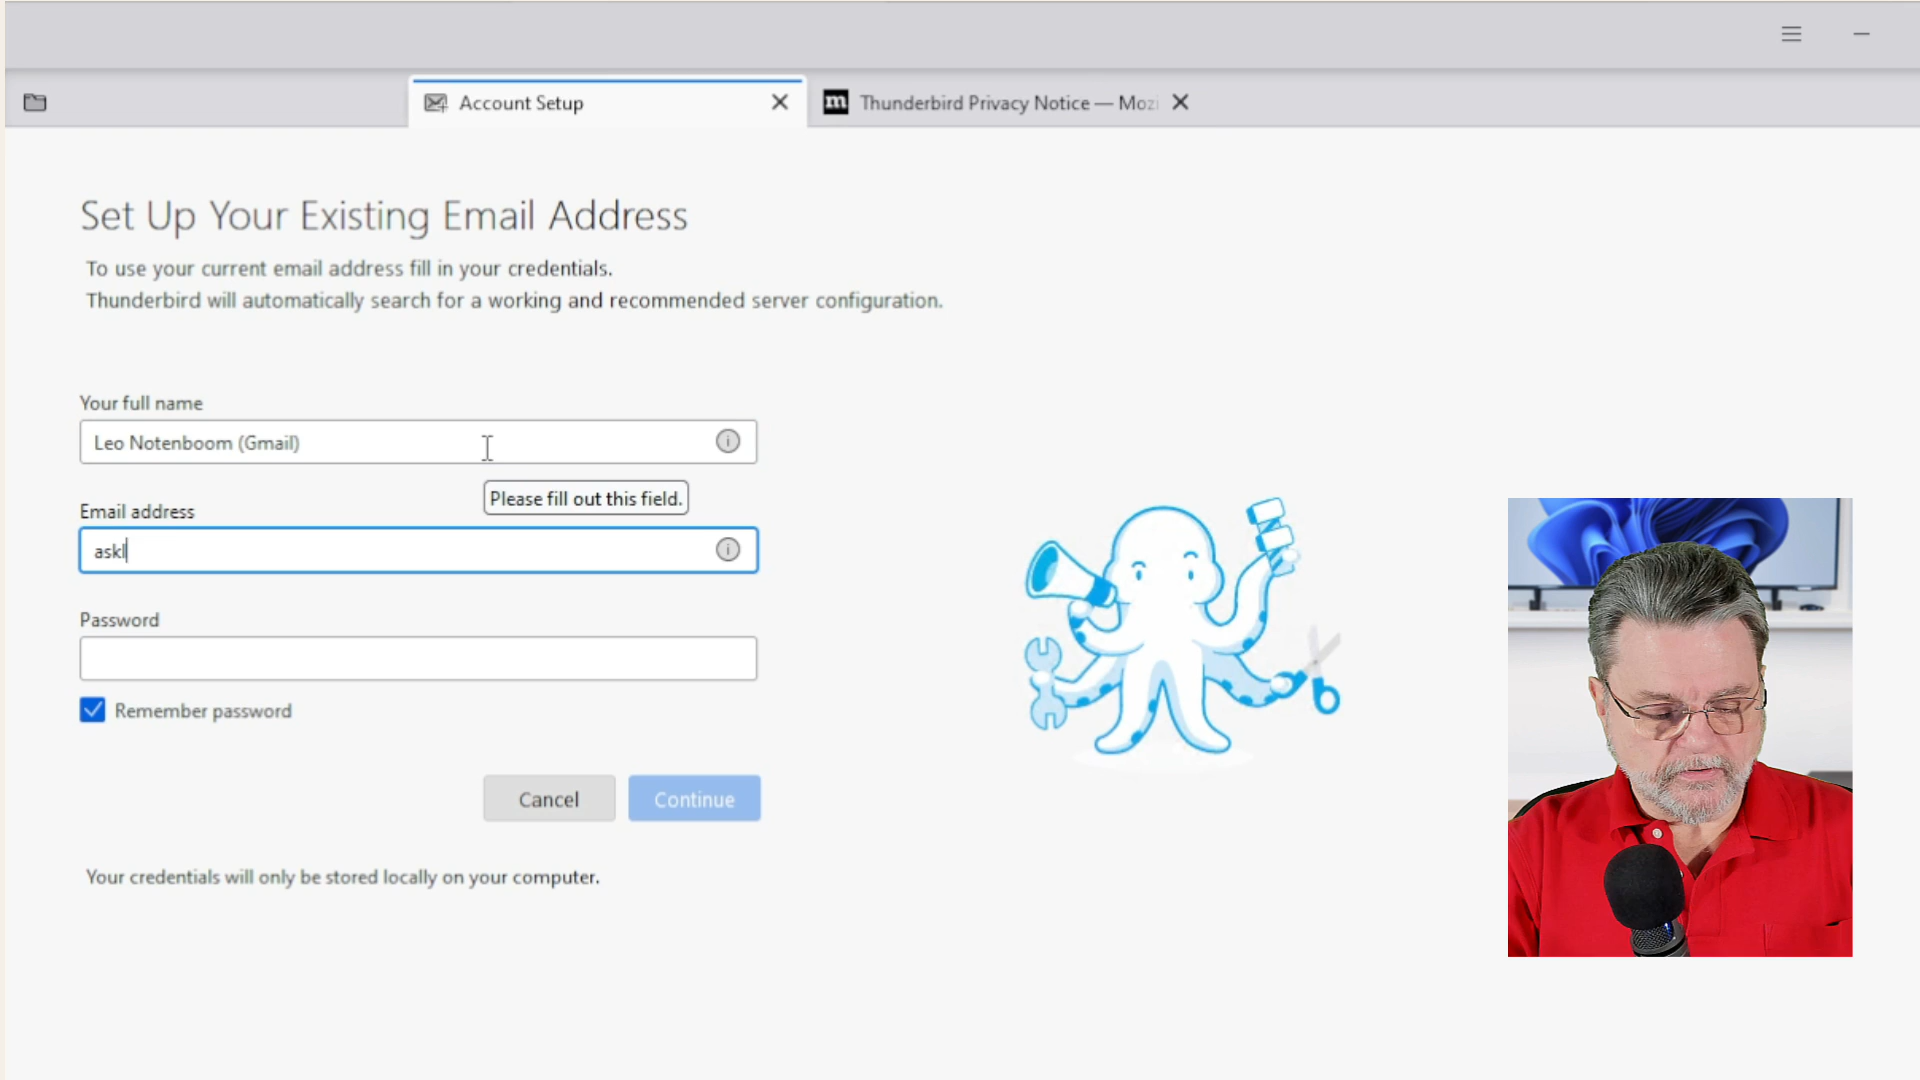 Account Setup
Thunderbird Privacy Notice — Mozi
Set Up Your Existing Email Address
To use your current email address fill in your credentials.
Thunderbird will automatically search for a working and recommended server configuration.
Your full name
Leo Notenboom (Gmail)
Please fill out this field.
Email address
askl
Password
Remember password
Cancel
Continue
Your credentials will only be stored locally on your computer.